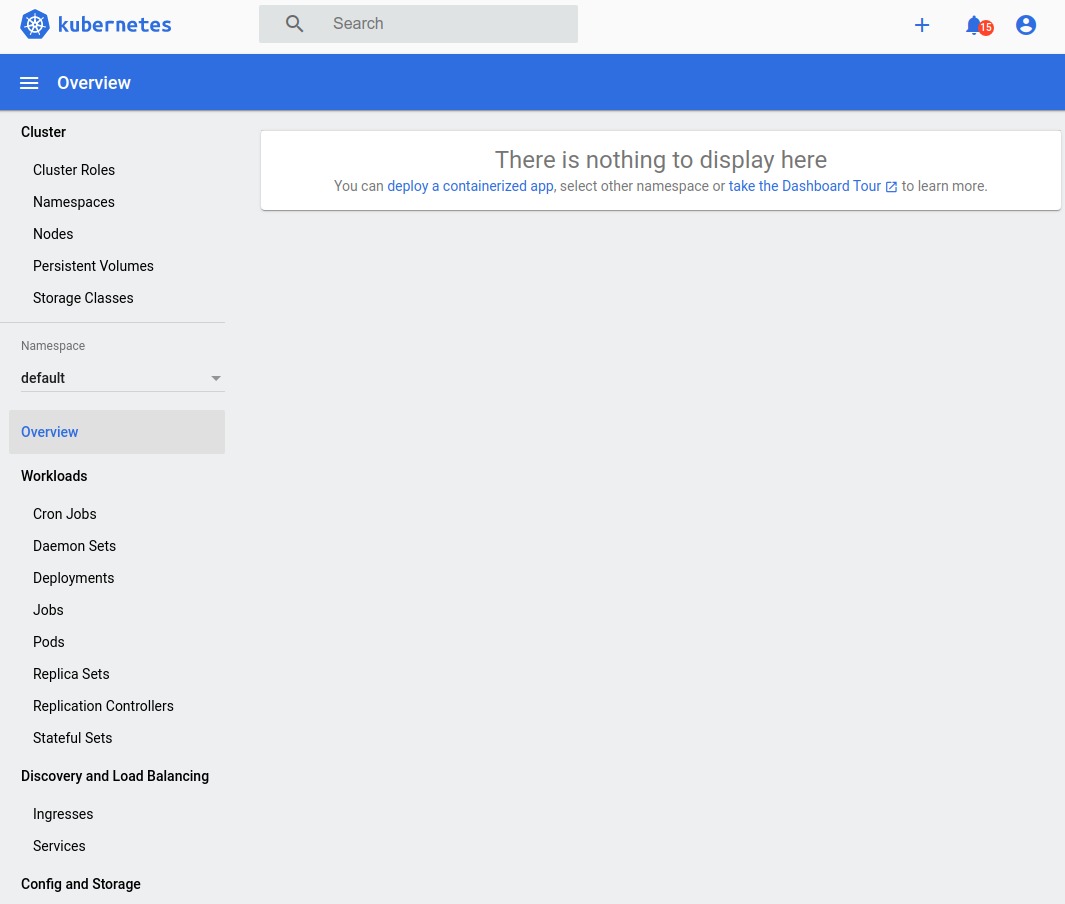 kubernetes
Search
15
Overview
Cluster
Cluster Roles
Namespaces
Nodes
Persistent Volumes
Storage Classes
Namespace
default
Overview
Workloads
Cron Jobs
Daemon Sets
Deployments
Jobs
Pods
Replica Sets
Replication Controllers
Stateful Sets
Discovery and Load Balancing
Ingresses
Services
Config and Storage
There is nothing to display here
You can deploy a containerized app, select other namespace or take the Dashboard Tour to learn more.